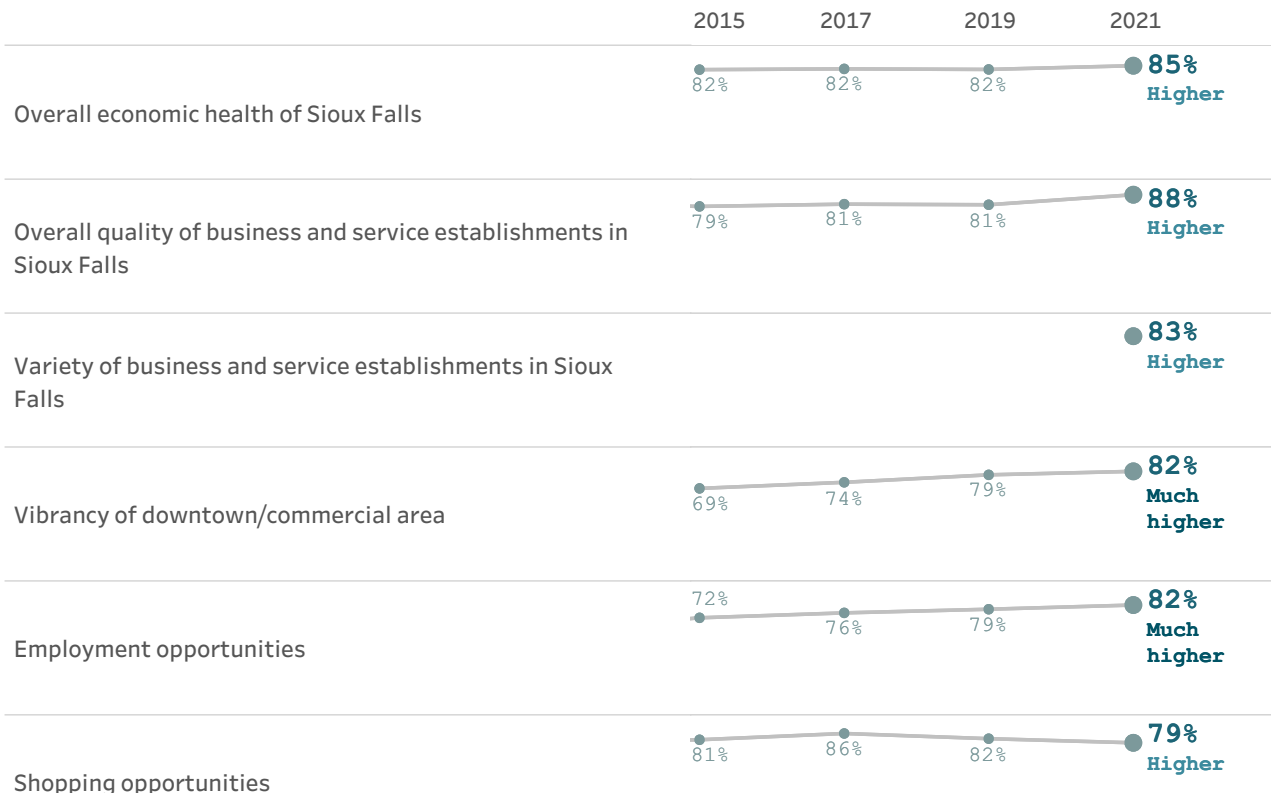 2015 2017 2019 2021
Overall economic health of Sioux Falls
82% 82% 82% 85%
Higher
Overall quality of business and service establishments in
Sioux Falls
79% 81% 81% 88%
Higher
Variety of business and service establishments in Sioux
Falls
83%
Higher
Vibrancy of downtown/commercial area
69% 74% 79% 82%
Much
higher
Employment opportunities
72% 76% 79% 82%
Much
higher
Shopping opportunities
81% 86% 82% 79%
Higher